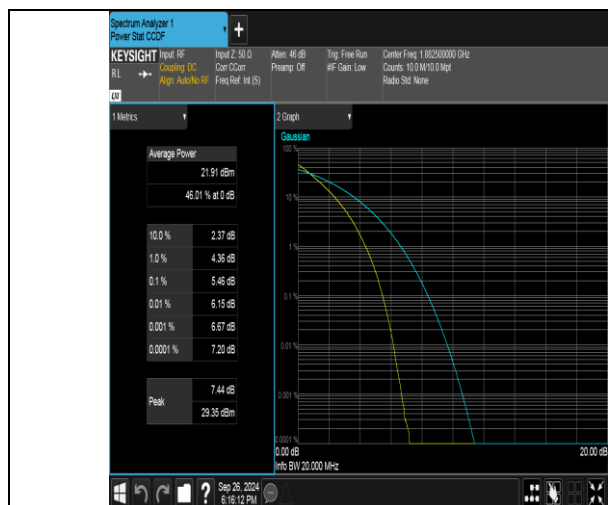 Spectrum Analyzer 1
Power Stat CCDF
+
KEYSIGHT
RL
LXI
Input: RF
Coupling: DC
Align: Auto/No RF
Input Z: 50 Ω
Corr CCorr
Freq Ref: Int (S)
Atten: 46 dB
Preamp: Off
Trig: Free Run
#IF Gain: Low
Center Freq: 1.882500000 GHz
Counts: 10.0 M/10.0 Mpt
Radio Std: None
1 Metrics
Average Power
21.91 dBm
46.01 % at 0 dB
10.0 % 2.37 dB
1.0 % 4.36 dB
0.1 % 5.46 dB
0.01 % 6.15 dB
0.001 % 6.67 dB
0.0001 % 7.20 dB
Peak
7.44 dB
29.35 dBm
2 Graph
Gaussian
100 %
10 %
1 %
0.1 %
0.01 %
0.001 %
0.0001 %
0.00 dB 20.00 dB
Info BW 20.000 MHz
?
Sep 26, 2024
6:16:12 PM